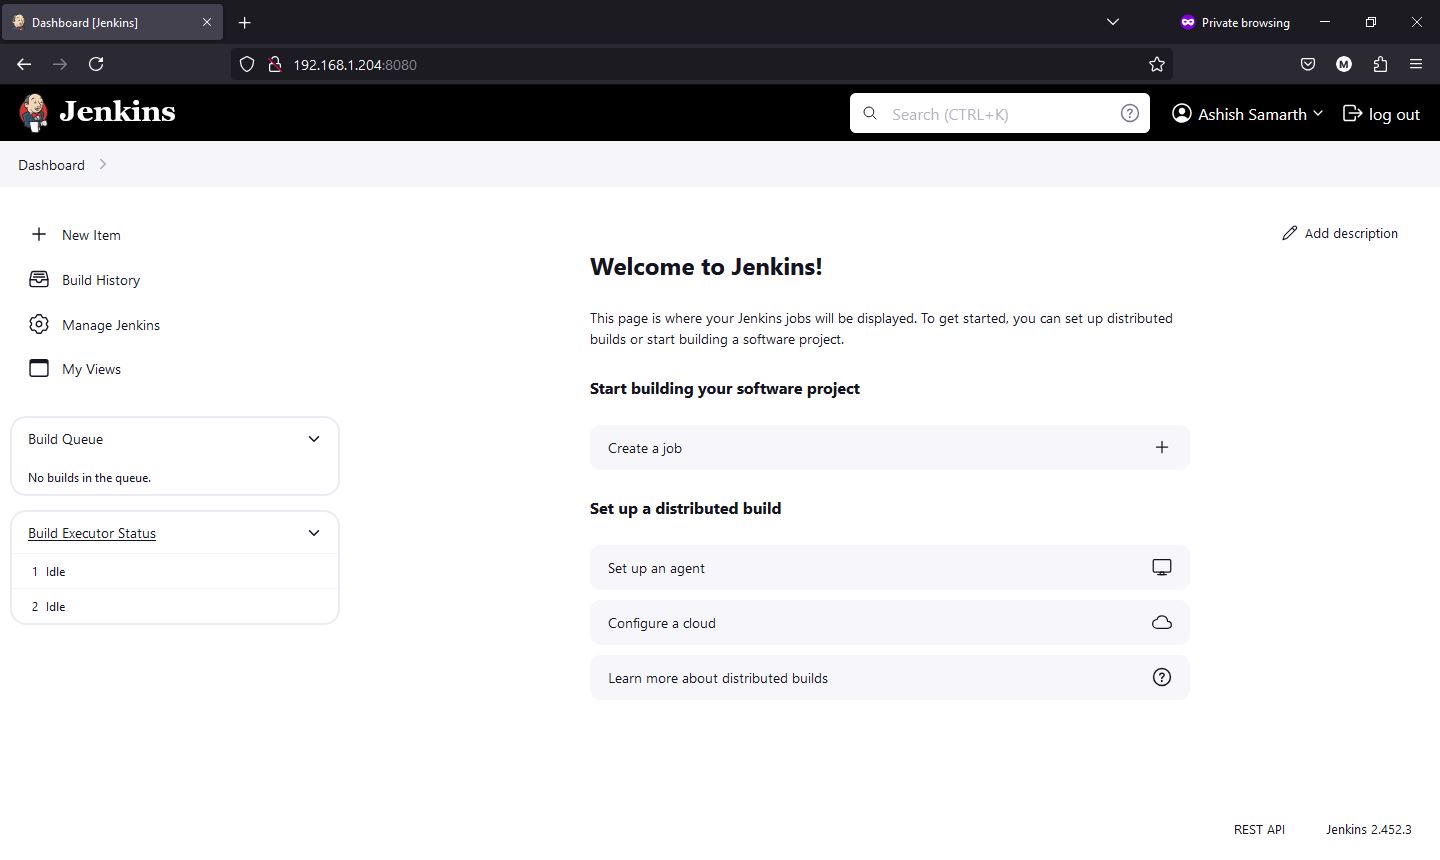 Dashboard [Jenkins]
Private browsing
192.168.1.204:8080
M
Jenkins
Search (CTRL+K)
Ashish Samarth
log out
Dashboard
New Item
Build History
Manage Jenkins
My Views
Build Queue
No builds in the queue.
Build Executor Status
1 Idle
2 Idle
Add description
Welcome to Jenkins!
This page is where your Jenkins jobs will be displayed. To get started, you can set up distributed
builds or start building a software project.
Start building your software project
Create a job
Set up a distributed build
Set up an agent
Configure a cloud
Learn more about distributed builds
REST API
Jenkins 2.452.3